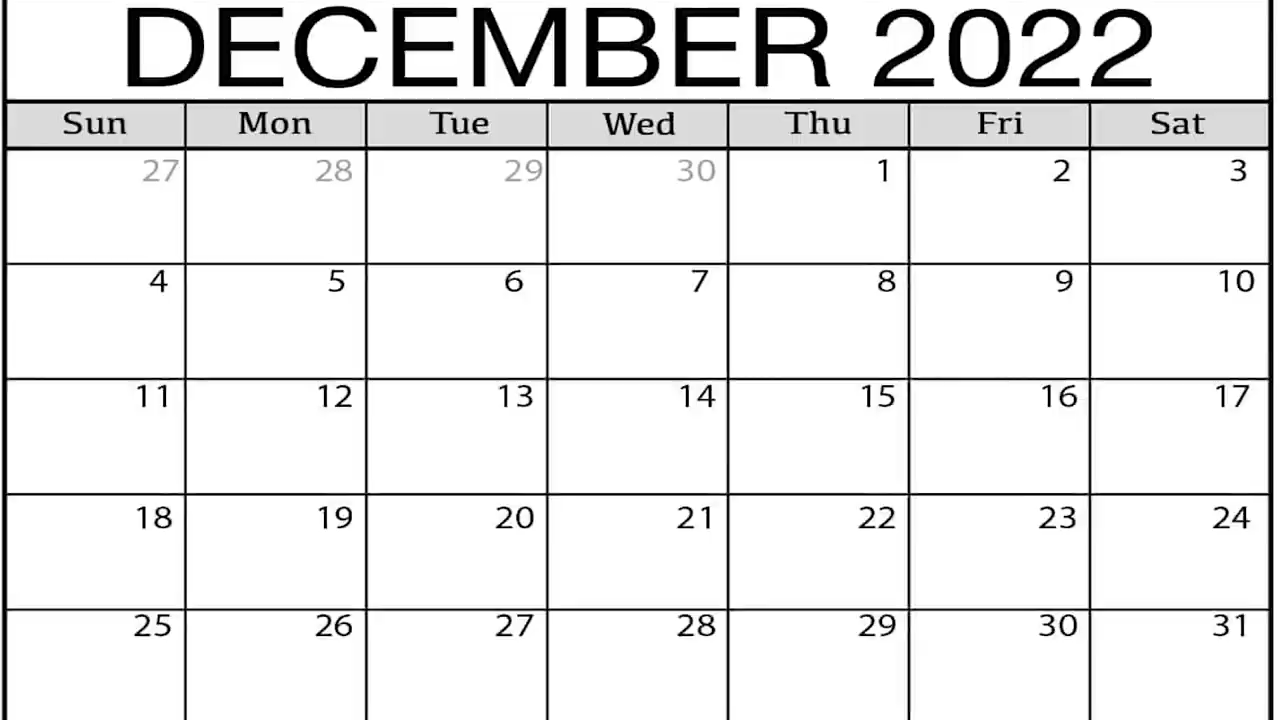 DECEMBER 2022
Sun Mon Tue Wed Thu Fri Sat
27 28 29 30 1 2 3
4 5 6 7 8 9 10
11 12 13 14 15 16 17
18 19 20 21 22 23 24
25 26 27 28 29 30 31